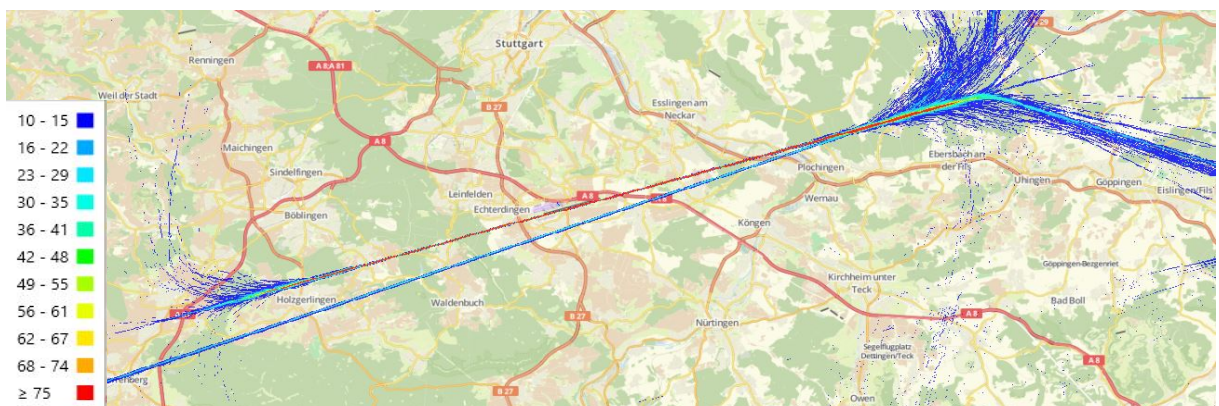 Stuttgart
29
Renningen
A 8;A 81
Weil der Stadt
B 27
Esslingen am
Neckar
A 8
Maichingen
Sindelfingen
Ebersbach an
der Fils
Plochingen
Leinfelden
A 8
Wernau
Uhingen
Göppingen
Eislingen/Fils
Echterdingen
Böblingen
Köngen
Göppingen-Bezgenriet
Kirchheim unter
Teck
Holzgerlingen
Waldenbuch
Bad Boll
B 27
A 8
Nürtingen
Segelflugplatz
Dettingen/Teck
A 8
B 27
Owen
10 - 15
16 - 22
23 - 29
30 - 35
36 - 41
42 - 48
49 - 55
56 - 61
62 - 67
68 - 74
≥ 75